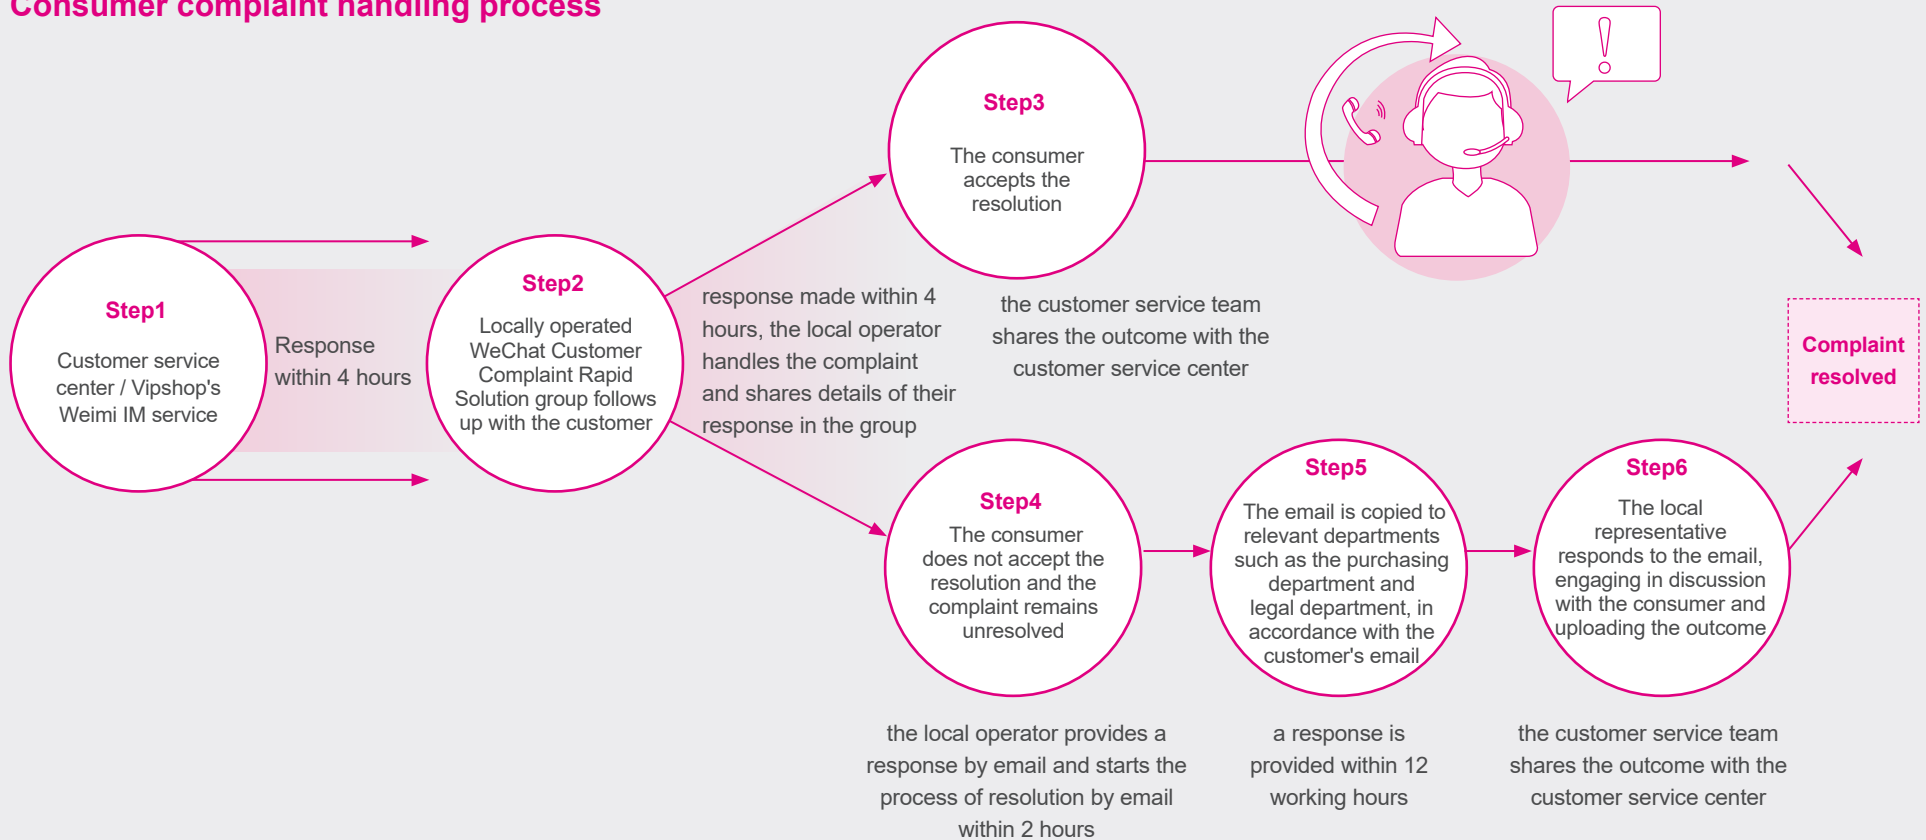 Consumer complaint handling process
Step1
Customer service
center / Vipshop's
Weimi IM service
Response
within 4 hours
Step2
Locally operated
WeChat Customer
Complaint Rapid
Solution group follows
up with the customer
response made within 4
hours, the local operator
handles the complaint
and shares details of their
response in the group
Step3
The consumer
accepts the
resolution
the customer service team
shares the outcome with the
customer service center
Step4
The consumer
does not accept the
resolution and the
complaint remains
unresolved
the local operator provides a
response by email and starts the
process of resolution by email
within 2 hours
Step5
The email is copied to
relevant departments
such as the purchasing
department and
legal department, in
accordance with the
customer's email
a response is
provided within 12
working hours
Step6
The local
representative
responds to the email,
engaging in discussion
with the consumer and
uploading the outcome
the customer service team
shares the outcome with the
customer service center
Complaint
resolved